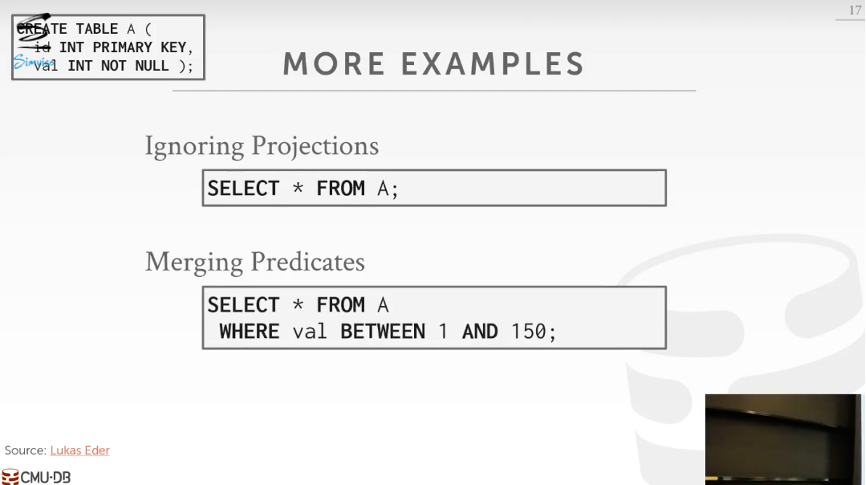 17
CREATE TABLE A (
id INT PRIMARY KEY,
val INT NOT NULL );
MORE EXAMPLES
Ignoring Projections
SELECT * FROM A;
Merging Predicates
SELECT * FROM A
WHERE val BETWEEN 1 AND 150;
Source: Lukas Eder
CMU·DB